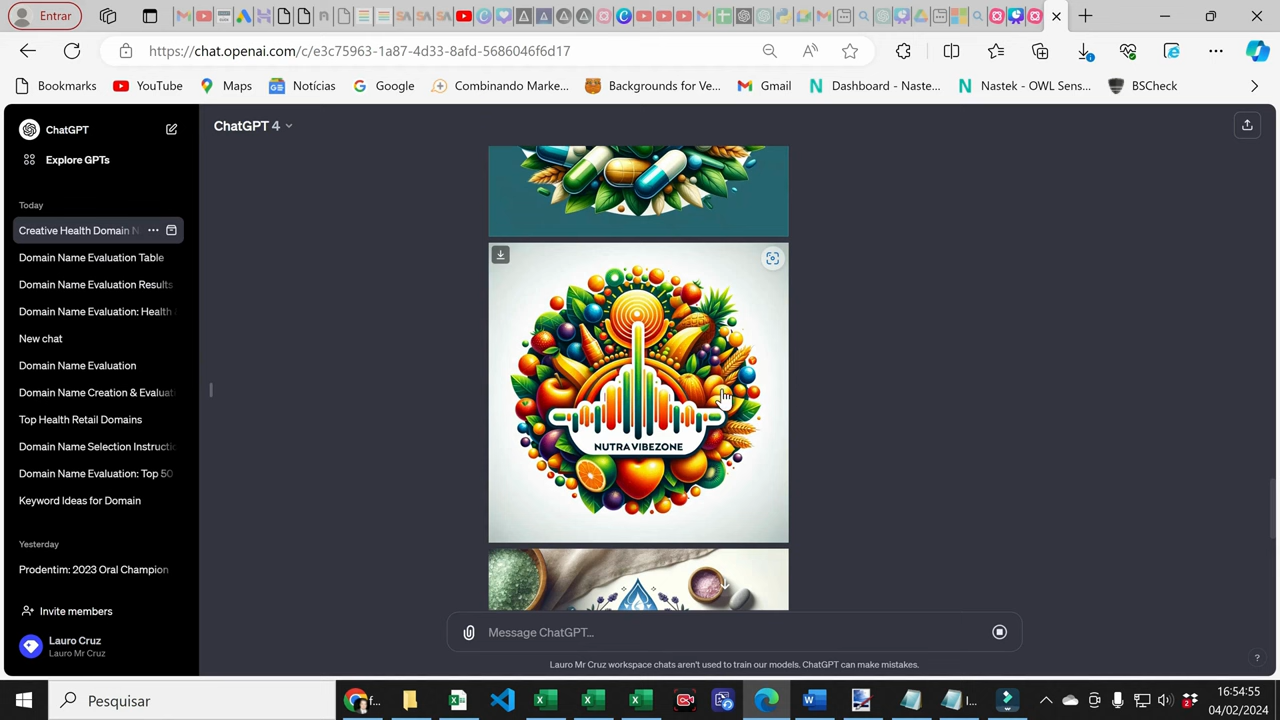 Entrar
https://chat.openai.com/c/e3c75963-1a87-4d33-8afd-5686046f6d17
Bookmarks
YouTube
Maps
Notícias
Google
Combinando Marke...
Backgrounds for Ve...
Gmail
Dashboard - Naste...
Nastek - OWL Sens...
BSCheck
ChatGPT
ChatGPT 4
Explore GPTs
Today
Creative Health Domain N
Domain Name Evaluation Table
Domain Name Evaluation Results
Domain Name Evaluation: Health
New chat
Domain Name Evaluation
Domain Name Creation & Evaluat
Top Health Retail Domains
Domain Name Selection Instructio
Domain Name Evaluation: Top 50
Keyword Ideas for Domain
Yesterday
Prodentim: 2023 Oral Champion
Invite members
Lauro Cruz
Lauro Mr Cruz
NUTRAVIBEZONE
Message ChatGPT...
Lauro Mr Cruz workspace chats aren't used to train our models. ChatGPT can make mistakes.
?
Pesquisar
f...
I...
16:54:55
04/02/2024